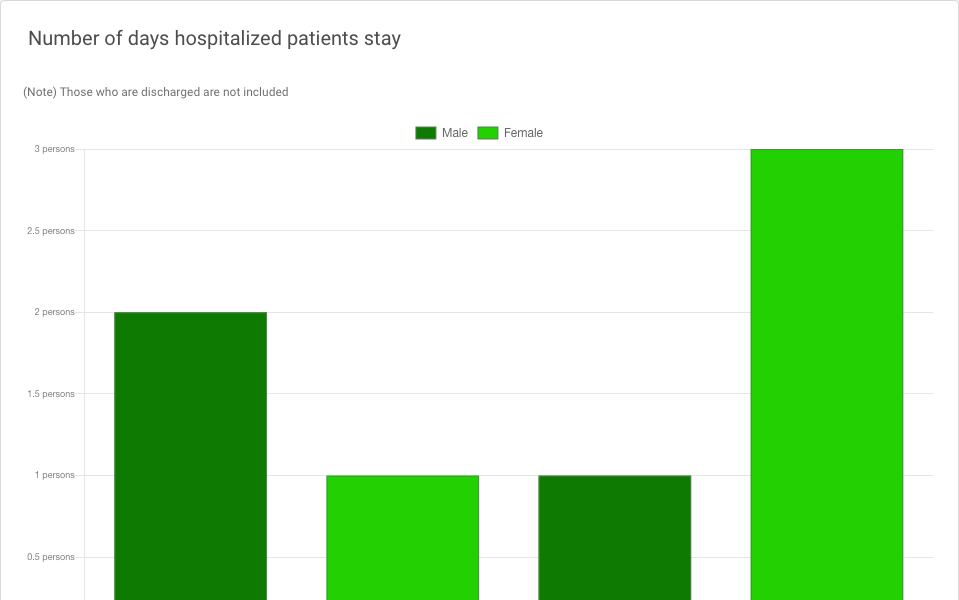 Number of days hospitalized patients stay
(Note) Those who are discharged are not included
Male Female
3 persons
2.5 persons
2 persons
1.5 persons
1 persons
0.5 persons